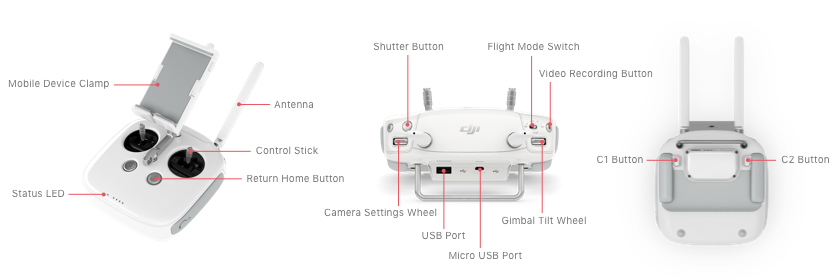 Mobile Device Clamp
Antenna
Control Stick
Return Home Button
Status LED
Shutter Button
Flight Mode Switch
Video Recording Button
dji
Camera Settings Wheel
Gimbal Tilt Wheel
USB Port
Micro USB Port
C1 Button
C2 Button